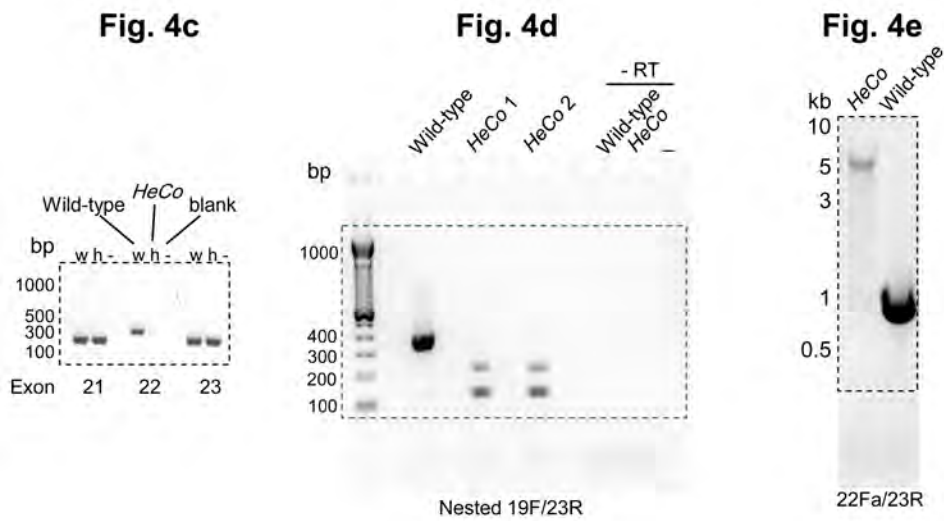 Fig. 4c
HeCo
Wild-type
blank
bp
w h - w h - w h -
1000
500
300
100
Exon 21 22 23
Fig. 4d
- RT
Wild-type
HeCo 1
HeCo 2
Wild-type
HeCo
–
bp
1000
400
300
200
100
Nested 19F/23R
Fig. 4e
HeCo
Wild-type
kb
10
5
3
1
0.5
22Fa/23R